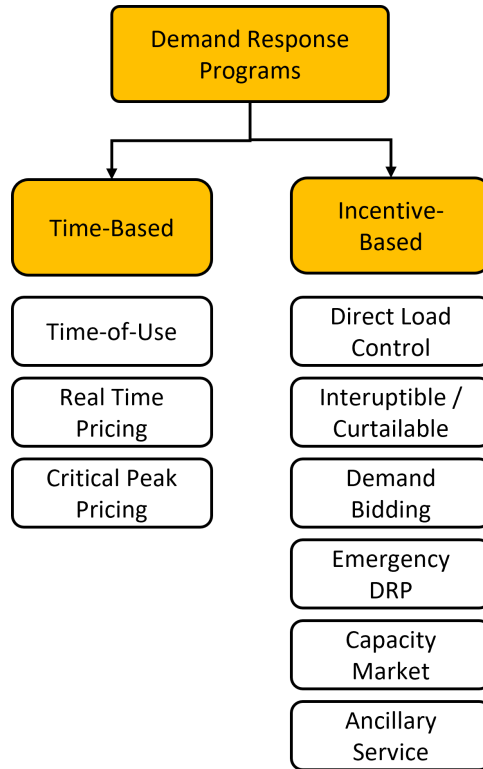 Demand Response
Programs
Time-Based
Incentive-
Based
Time-of-Use
Real Time
Pricing
Critical Peak
Pricing
Direct Load
Control
Interuptible /
Curtailable
Demand
Bidding
Emergency
DRP
Capacity
Market
Ancillary
Service